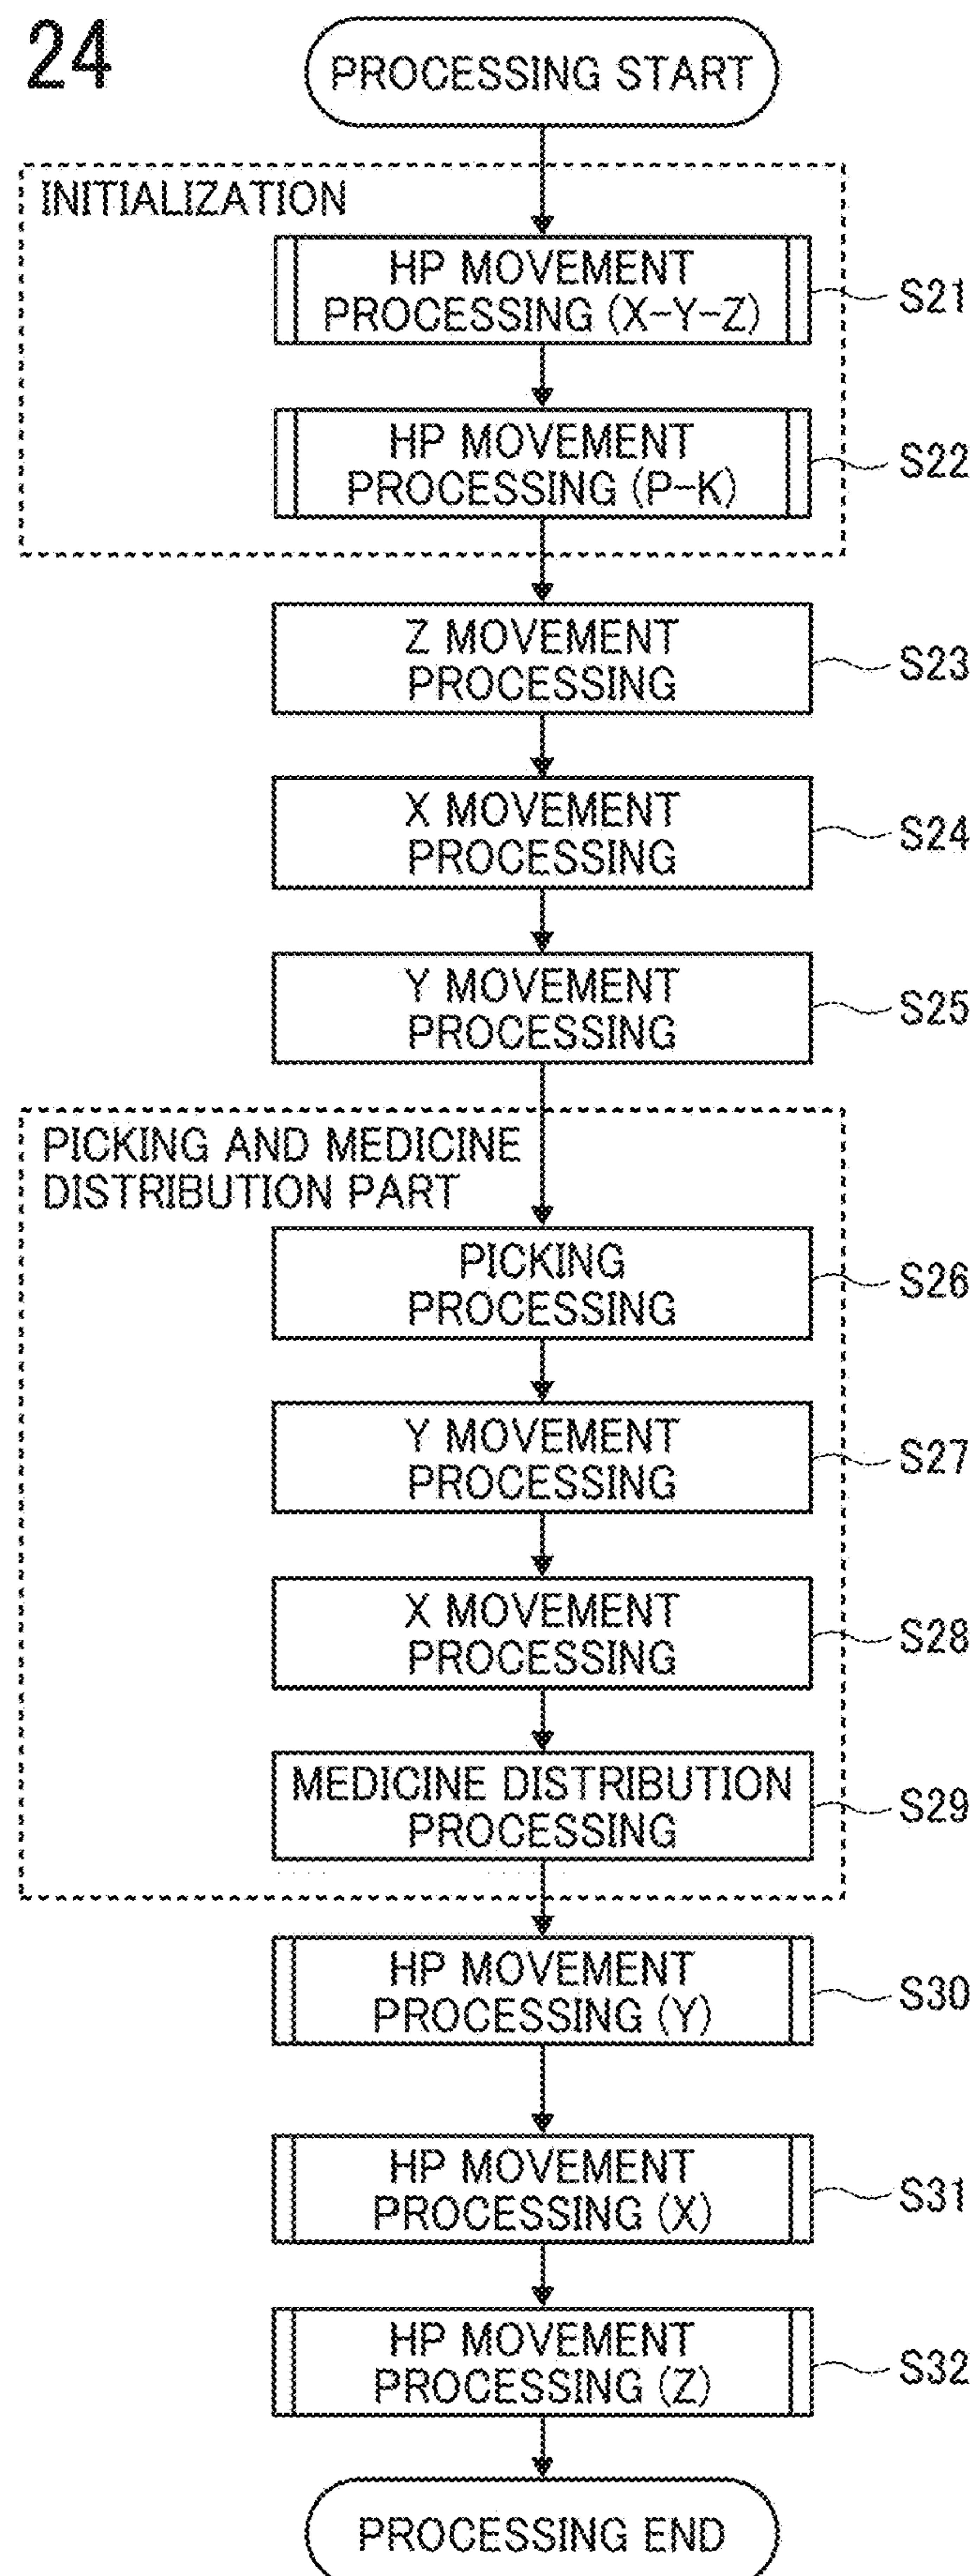 24
PROCESSING START
INITIALIZATION
HP MOVEMENT
PROCESSING (X-Y-Z)
S21
HP MOVEMENT
PROCESSING (P-K)
S22
Z MOVEMENT
PROCESSING
S23
X MOVEMENT
PROCESSING
S24
Y MOVEMENT
PROCESSING
S25
PICKING AND MEDICINE
DISTRIBUTION PART
PICKING
PROCESSING
S26
Y MOVEMENT
PROCESSING
S27
X MOVEMENT
PROCESSING
S28
MEDICINE DISTRIBUTION
PROCESSING
S29
HP MOVEMENT
PROCESSING (Y)
S30
HP MOVEMENT
PROCESSING (X)
S31
HP MOVEMENT
PROCESSING (Z)
S32
PROCESSING END